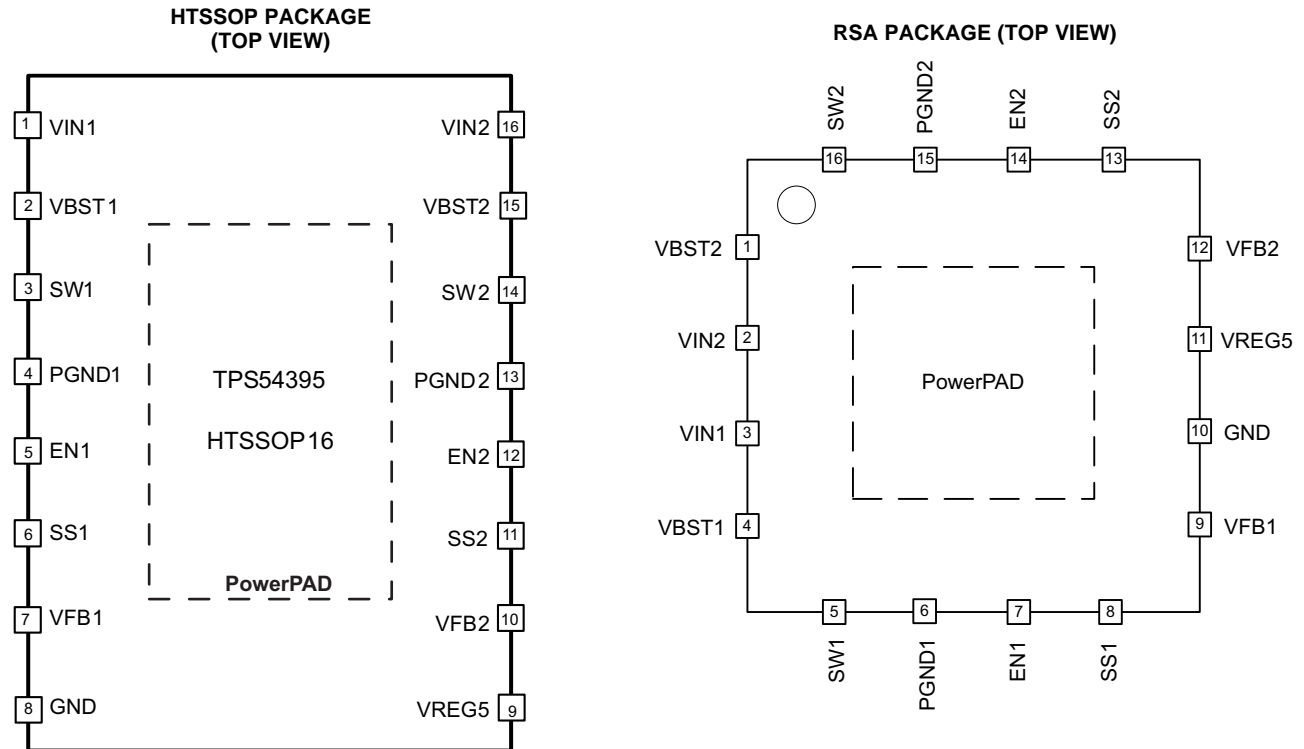 HTSSOP PACKAGE
(TOP VIEW)
1 VIN1
2 VBST1
3 SW1
4 PGND1
5 EN1
6 SS1
7 VFB1
8 GND
TPS54395
HTSSOP16
PowerPAD
VIN2 16
VBST2 15
SW2 14
PGND2 13
EN2 12
SS2 11
VFB2 10
VREG5 9
RSA PACKAGE (TOP VIEW)
SW2
PGND2
EN2
SS2
16 15 14 13
VBST2 1
VIN2 2
VIN1 3
VBST1 4
PowerPAD
12 VFB2
11 VREG5
10 GND
9 VFB1
5 6 7 8
SW1
PGND1
EN1
SS1